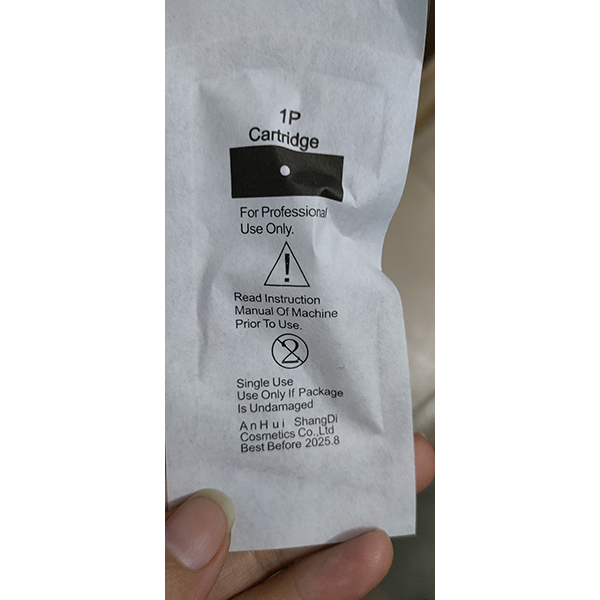 1P
Cartridge
For Professional
Use Only.
!
Read Instruction
Manual Of Machine
Prior To Use.
2
Single Use
Use Only If Package
Is Undamaged
AnHui ShangDi
Cosmetics Co.,Ltd
Best Before 2025.8